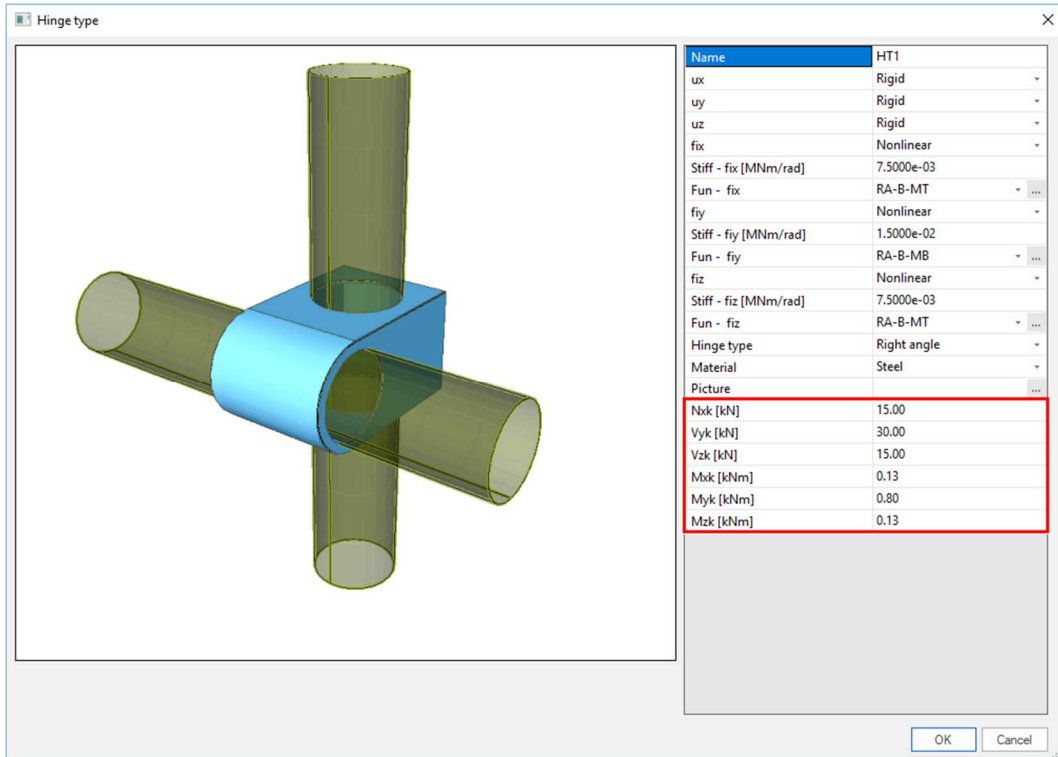 Hinge type
Name HT1
ux Rigid
uy Rigid
uz Rigid
fix Nonlinear
Stiff - fix [MNm/rad] 7.5000e-03
Fun - fix RA-B-MT ...
fiy Nonlinear
Stiff - fiy [MNm/rad] 1.5000e-02
Fun - fiy RA-B-MB ...
fiz Nonlinear
Stiff - fiz [MNm/rad] 7.5000e-03
Fun - fiz RA-B-MT ...
Hinge type Right angle
Material Steel
Picture ...
Nxk [kN] 15.00
Vyk [kN] 30.00
Vzk [kN] 15.00
Mxk [kNm] 0.13
Myk [kNm] 0.80
Mzk [kNm] 0.13
OK Cancel